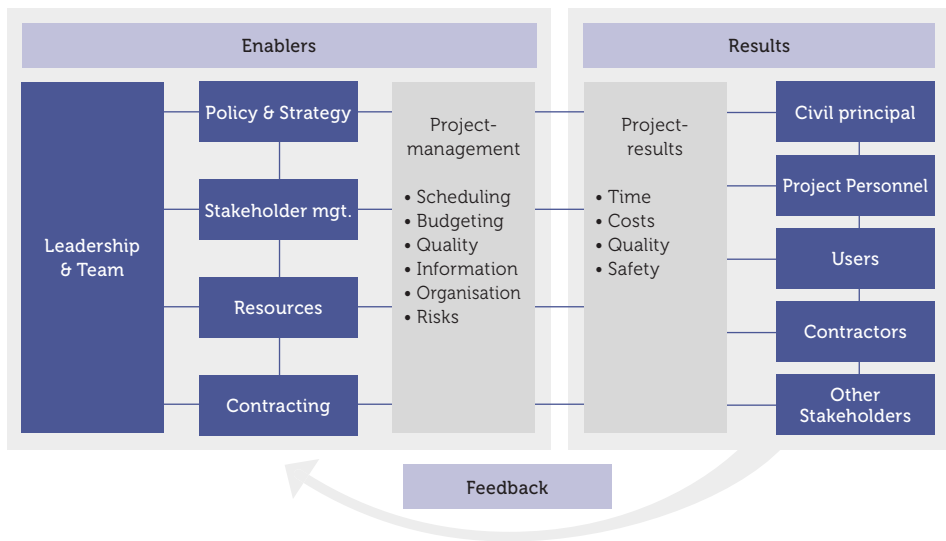 Enablers
Results
Leadership
& Team
Policy & Strategy
Stakeholder mgt.
Resources
Contracting
Project-
management
• Scheduling
• Budgeting
• Quality
• Information
• Organisation
• Risks
Project-
results
• Time
• Costs
• Quality
• Safety
Civil principal
Project Personnel
Users
Contractors
Other
Stakeholders
Feedback